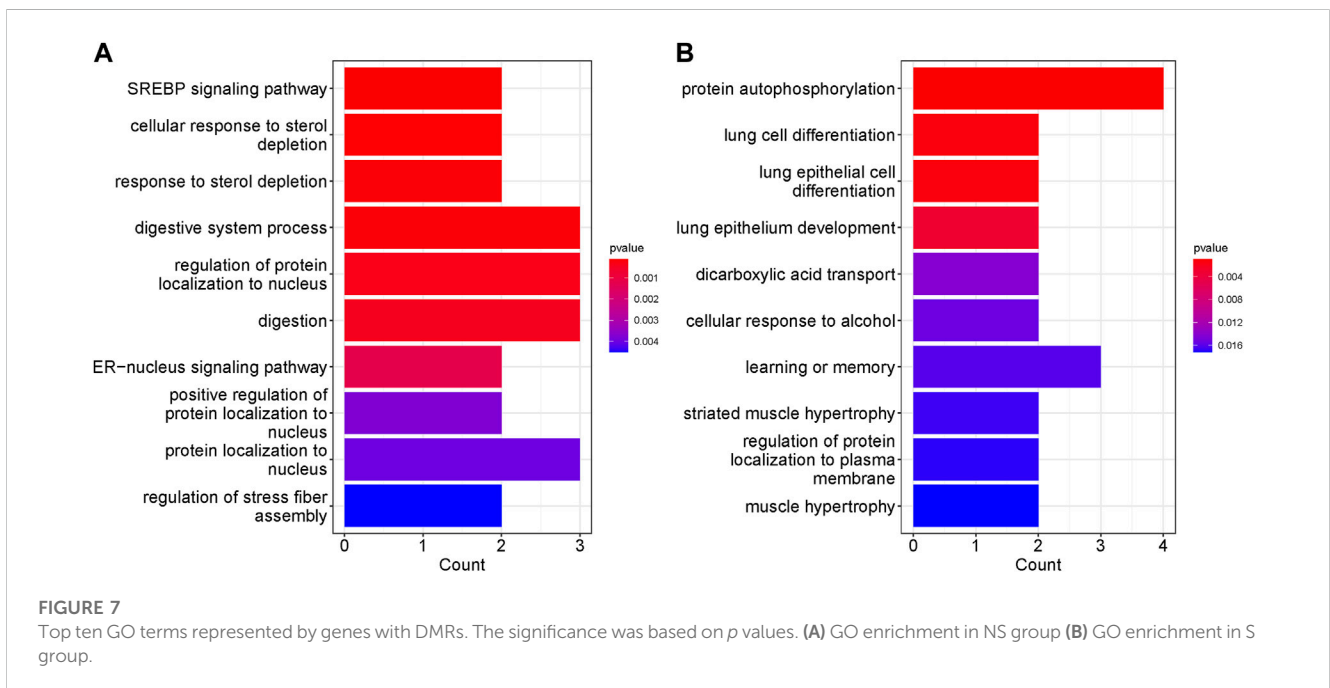 A
SREBP signaling pathway
cellular response to sterol
depletion
response to sterol depletion
digestive system process
regulation of protein
localization to nucleus
digestion
ER−nucleus signaling pathway
positive regulation of
protein localization to
nucleus
protein localization to
nucleus
regulation of stress fiber
assembly
0 1 2 3
Count
pvalue
0.001
0.002
0.003
0.004
B
protein autophosphorylation
lung cell differentiation
lung epithelial cell
differentiation
lung epithelium development
dicarboxylic acid transport
cellular response to alcohol
learning or memory
striated muscle hypertrophy
regulation of protein
localization to plasma
membrane
muscle hypertrophy
0 1 2 3 4
Count
pvalue
0.004
0.008
0.012
0.016
FIGURE 7
Top ten GO terms represented by genes with DMRs. The significance was based on p values. (A) GO enrichment in NS group (B) GO enrichment in S
group.